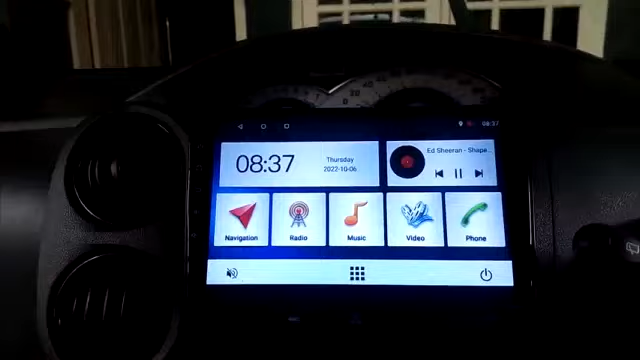 08:37
08:37
Thursday
2022-10-06
Ed Sheeran - Shape
Navigation
Radio
Music
Video
Phone